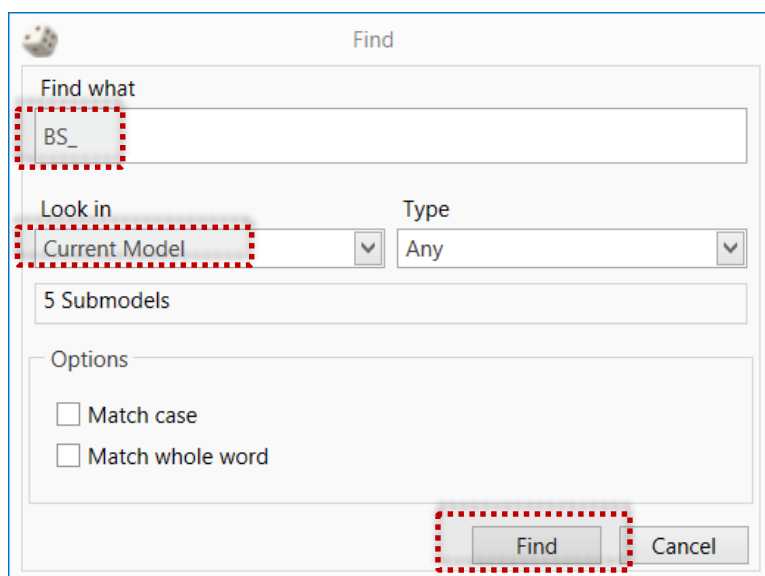 Find
Find what
BS_
Look in Type
Current Model Any
5 Submodels
Options
Match case
Match whole word
Find Cancel